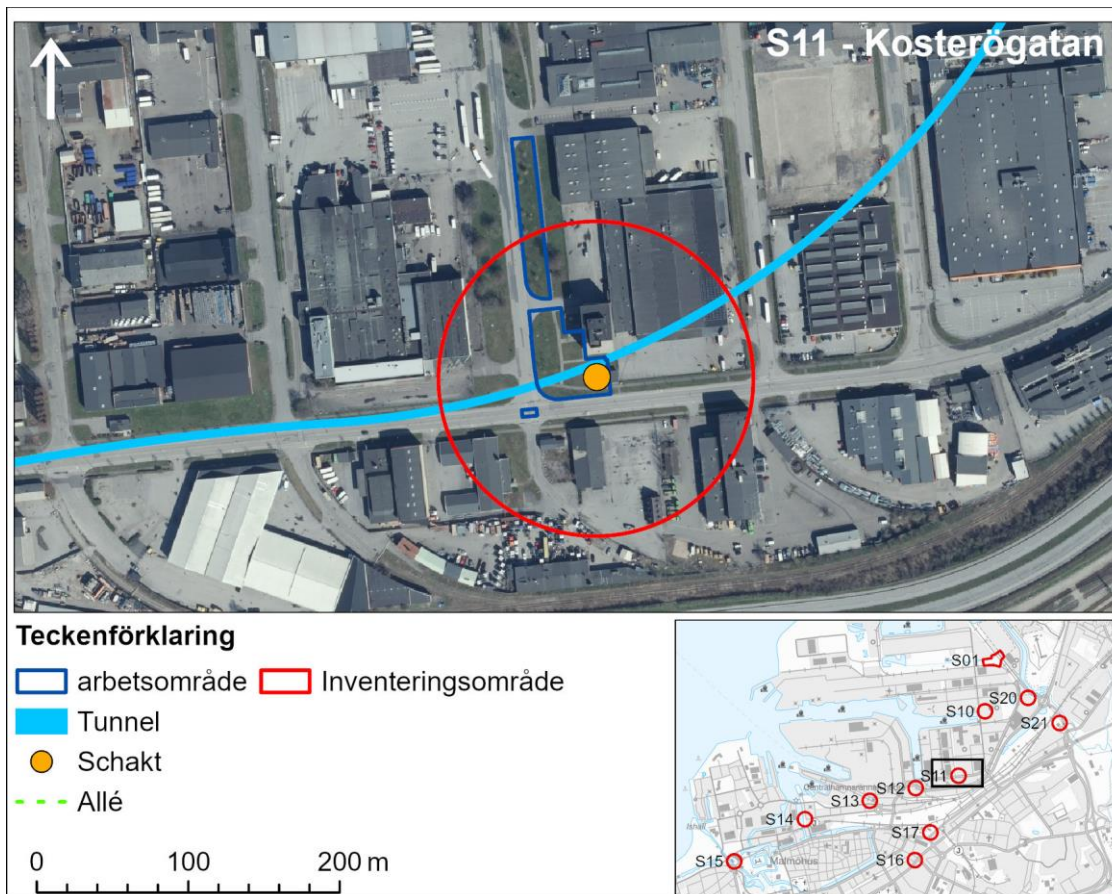 S11 - Kosterögatan
Teckenförklaring
arbetsområde
Inventeringsområde
Tunnel
Schakt
Allé
0 100 200 m
S01
S20
S10
S21
S11
S12
S13
S14
S17
S15
Malmöhus
S16